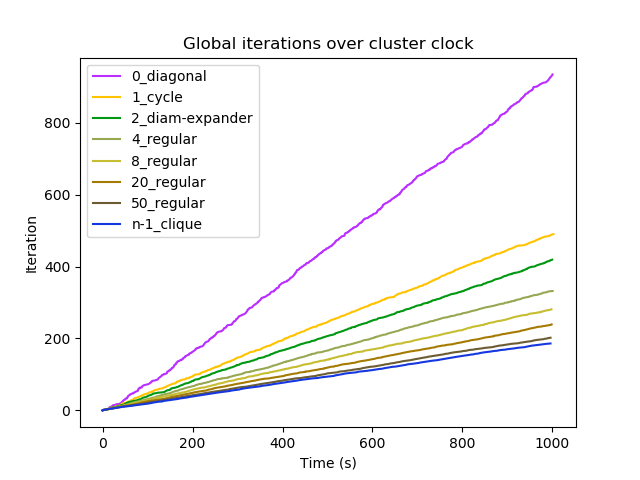 Global iterations over cluster clock
0_diagonal
1_cycle
2_diam-expander
4_regular
8_regular
20_regular
50_regular
n-1_clique
Iteration
800
600
400
200
0
0 200 400 600 800 1000
Time (s)